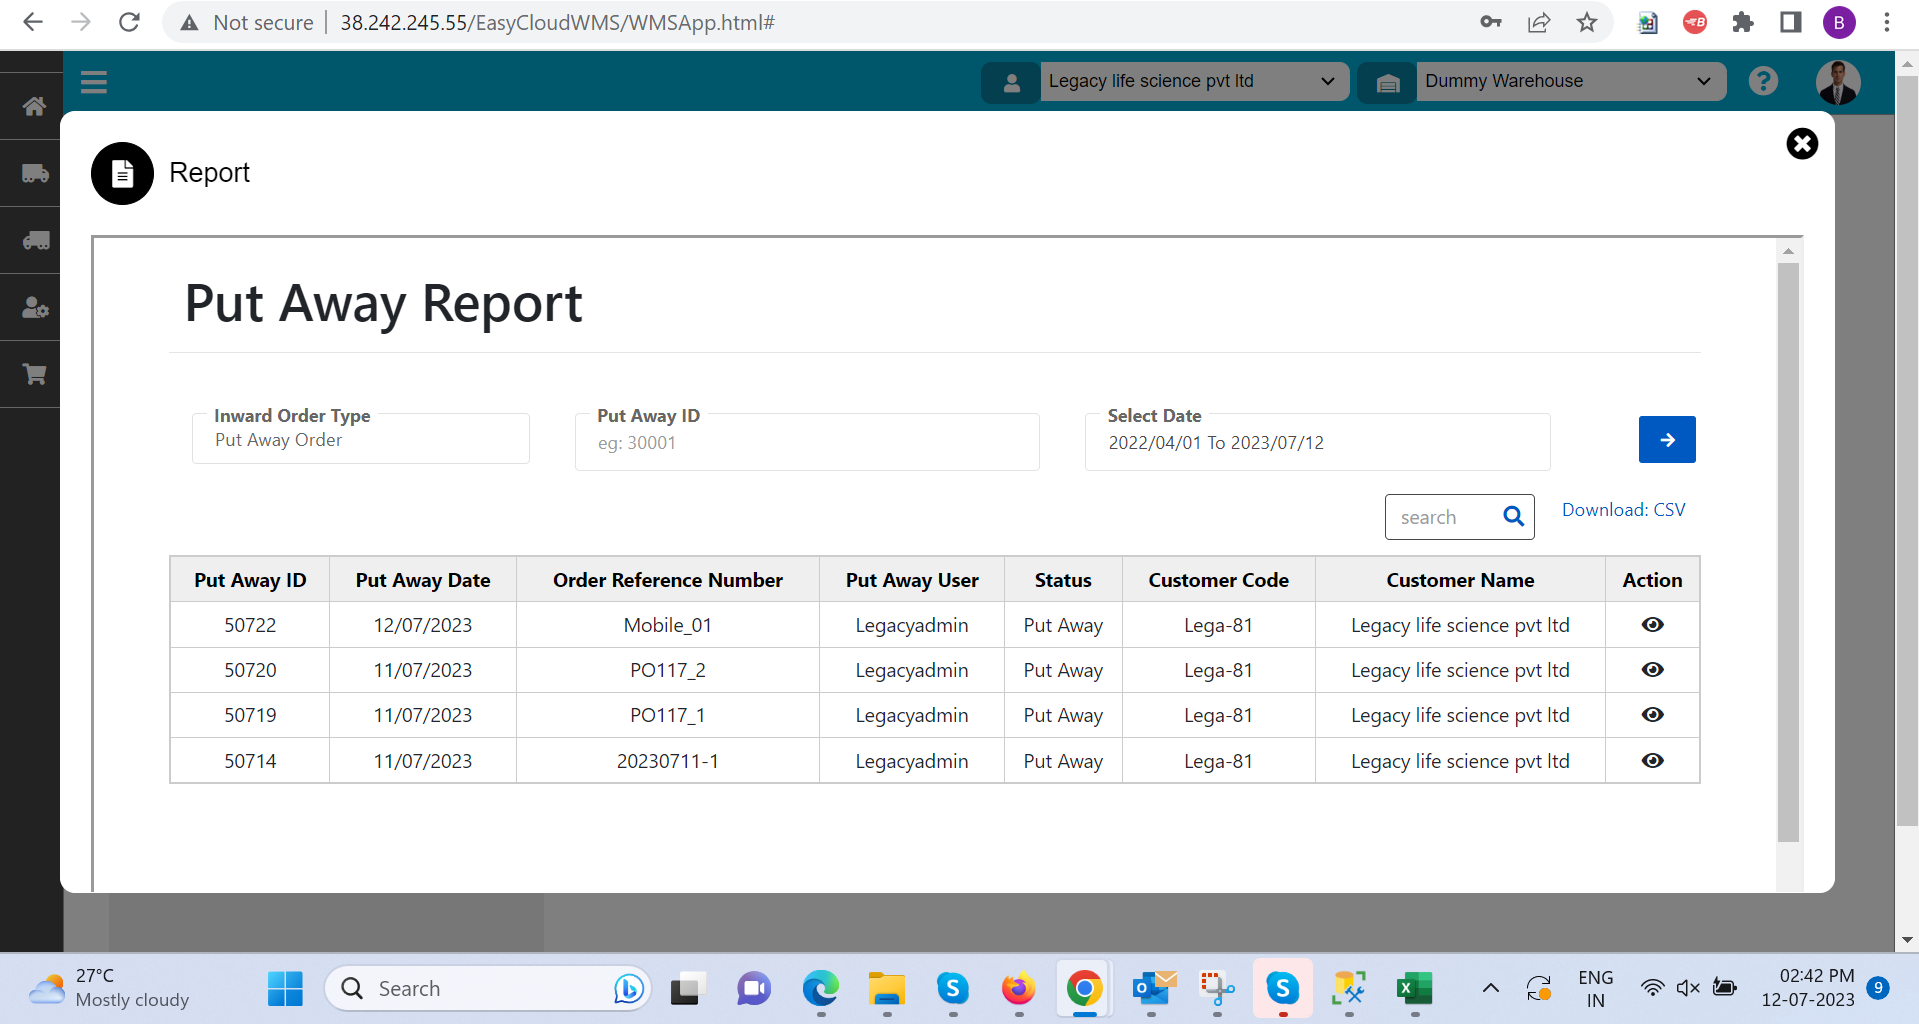 Not secure 38.242.245.55/EasyCloudWMS/WMSApp.html# B B
Legacy life science pvt ltd Dummy Warehouse ?
Report
Put Away Report
Inward Order Type Put Away ID Select Date
Put Away Order eg: 30001 2022/04/01 To 2023/07/12
search Download: CSV
Put Away ID Put Away Date Order Reference Number Put Away User Status Customer Code Customer Name Action
50722 12/07/2023 Mobile_01 Legacyadmin Put Away Lega-81 Legacy life science pvt ltd
50720 11/07/2023 PO117_2 Legacyadmin Put Away Lega-81 Legacy life science pvt ltd
50719 11/07/2023 PO117_1 Legacyadmin Put Away Lega-81 Legacy life science pvt ltd
50714 11/07/2023 20230711-1 Legacyadmin Put Away Lega-81 Legacy life science pvt ltd
27°C
Mostly cloudy
Search
ENG
IN
02:42 PM
12-07-2023
9